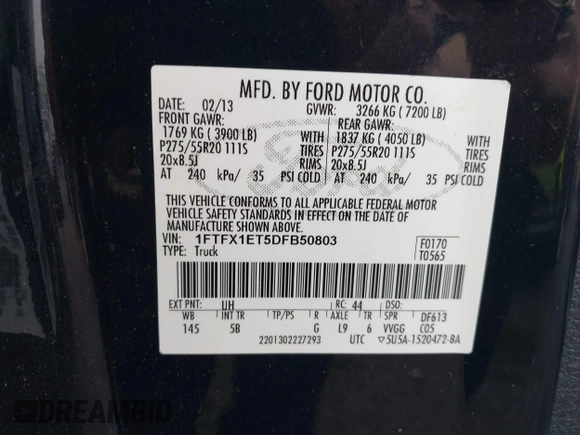 MFD. BY FORD MOTOR CO.
DATE: 02/13 GVWR: 3266 KG ( 7200 LB)
FRONT GAWR: REAR GAWR:
1769 KG ( 3900 LB) 1837 KG ( 4050 LB)
P275/55R20 111S TIRES P275/55R20 111S TIRES
20x8.5J RIMS 20x8.5J RIMS
AT 240 kPa/ 35 PSI COLD AT 240 kPa/ 35 PSI COLD
THIS VEHICLE CONFORMS TO ALL APPLICABLE FEDERAL MOTOR
VEHICLE SAFETY STANDARDS IN EFFECT ON THE DATE OF
MANUFACTURE SHOWN ABOVE.
VIN: 1FTFX1ET5DFB50803 F0170
TYPE: Truck T0565
EXT PNT: UH RC: 44 DSO:
WB INT TR TP/PS R AXLE TR SPR DF613
145 5B G L9 6 VVGG C05
2201302227293 UTC ▽5U5A-1520472-BA
Ford
DREAMBID